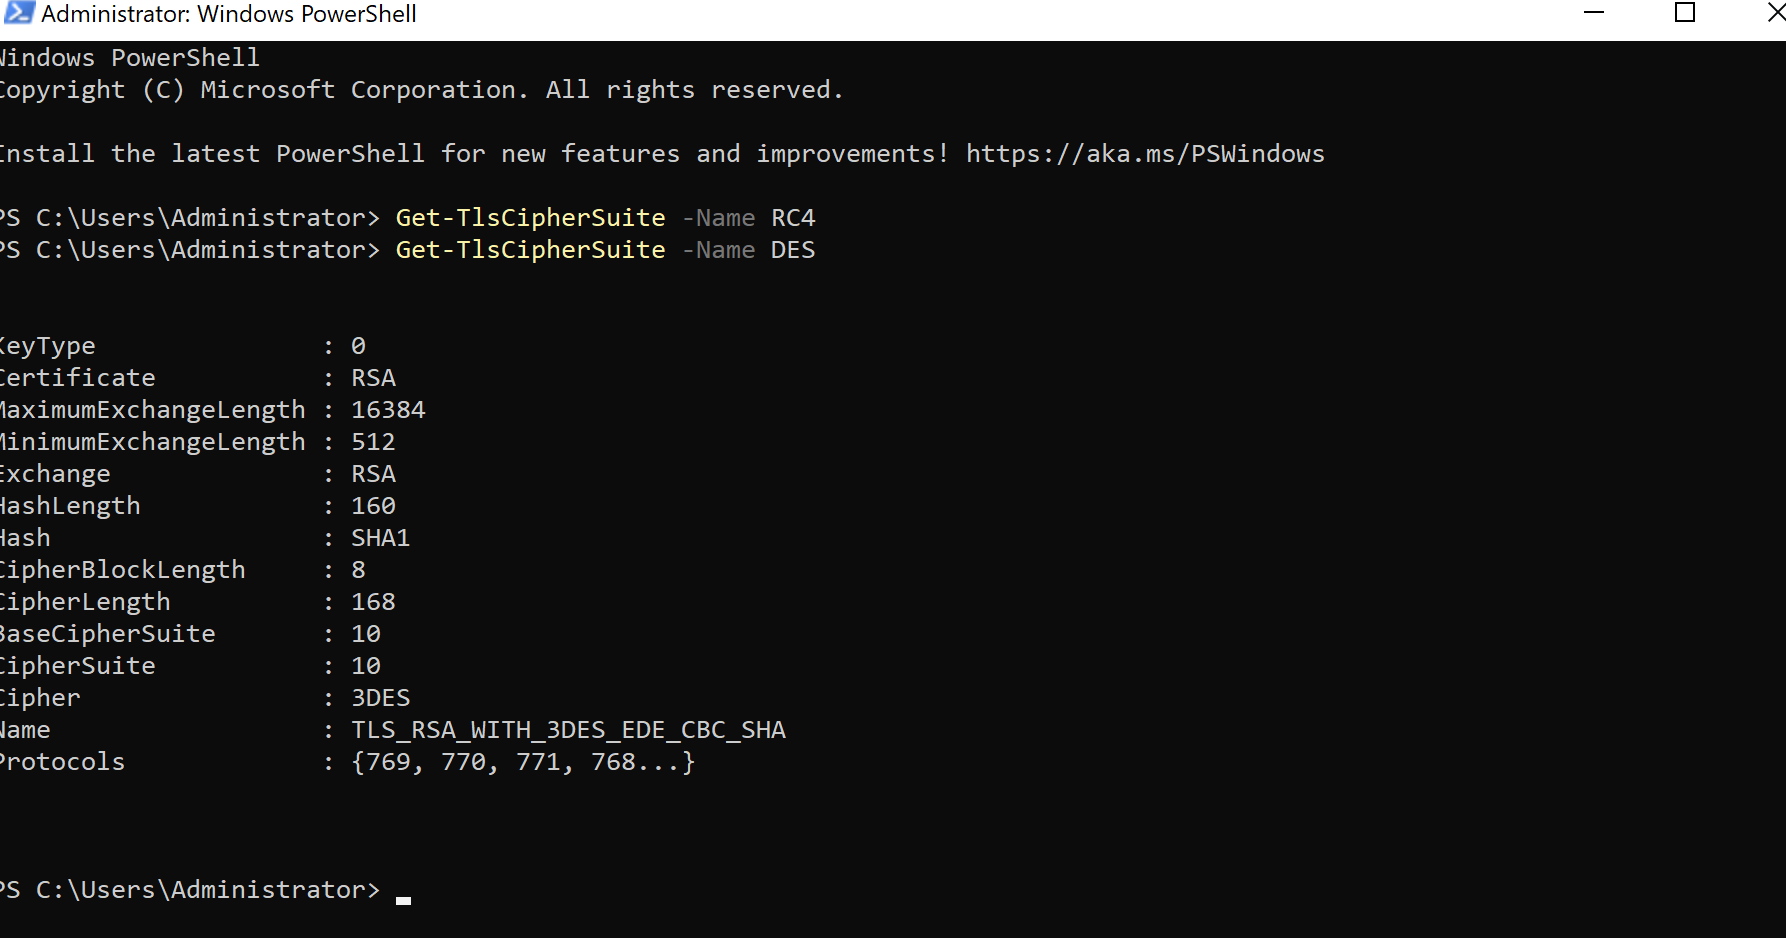 Administrator: Windows PowerShell
Windows PowerShell
Copyright (C) Microsoft Corporation. All rights reserved.
Install the latest PowerShell for new features and improvements! https://aka.ms/PSWindows
PS C:\Users\Administrator> Get-TlsCipherSuite -Name RC4
PS C:\Users\Administrator> Get-TlsCipherSuite -Name DES
KeyType               : 0
Certificate           : RSA
MaximumExchangeLength : 16384
MinimumExchangeLength : 512
Exchange              : RSA
HashLength            : 160
Hash                  : SHA1
CipherBlockLength     : 8
CipherLength          : 168
BaseCipherSuite       : 10
CipherSuite           : 10
Cipher                : 3DES
Name                  : TLS_RSA_WITH_3DES_EDE_CBC_SHA
Protocols             : {769, 770, 771, 768...}
PS C:\Users\Administrator>